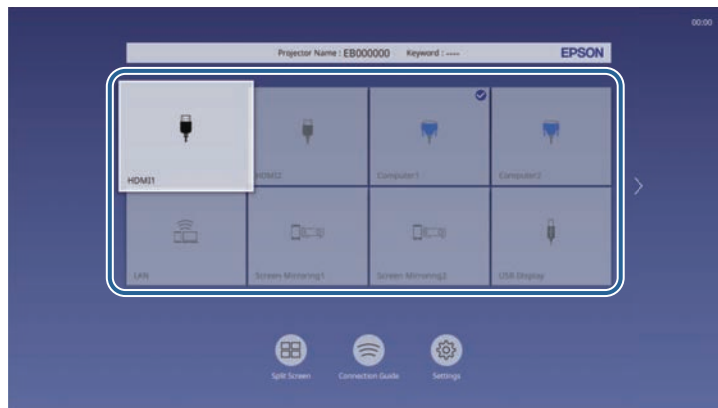 00:00
Projector Name : EB000000 Keyword : ---- EPSON
HDMI1 HDMI2 Computer1 Computer2
LAN Screen Mirroring1 Screen Mirroring2 USB Display
Split Screen Connection Guide Settings